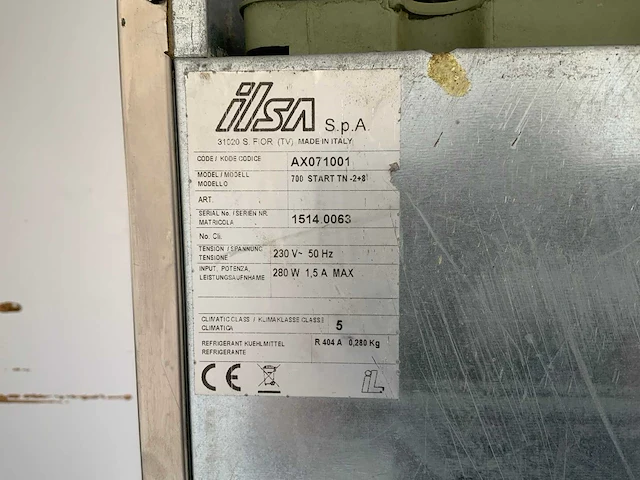 ilsa S.p.A.
31020 S. FIOR. (TV) MADE IN ITALY
CODE / KODE CODICE AX071001
MODEL / MODELL MODELLO 700 START TN -2+8
ART.
SERIAL No. / SERIEN NR. MATRICOLA 1514 0063
No. Cli.
TENSION / SPANNUNG TENSIONE 230 V~ 50 Hz
INPUT, POTENZA, LEISTUNGSAUFNHAME 280 W 1,5 A MAX
CLIMATIC CLASS / KLIMAKLASSE CLASSE CLIMATICA 5
REFRIGERANT KUEHLMITTEL REFRIGERANTE R 404 A 0,280 Kg
CE iL